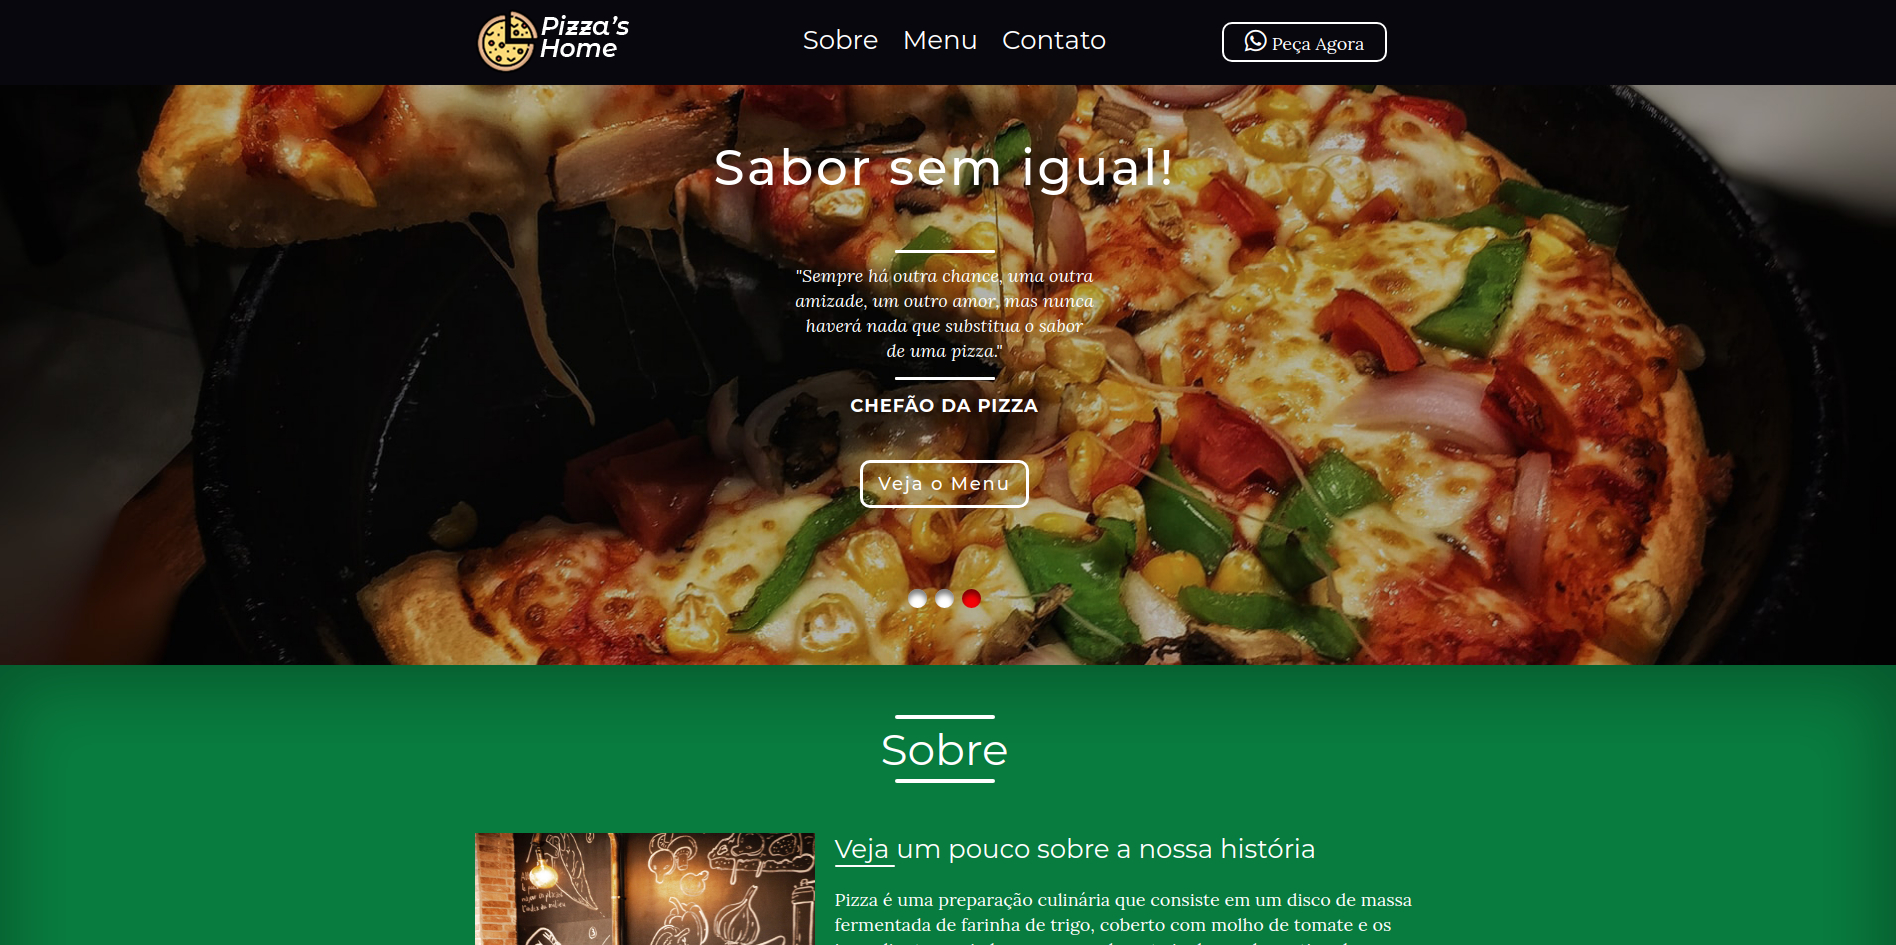 Pizza's
Home
Sobre Menu Contato
Peça Agora
Sabor sem igual!
"Sempre há outra chance, uma outra
amizade, um outro amor, mas nunca
haverá nada que substitua o sabor
de uma pizza."
CHEFÃO DA PIZZA
Veja o Menu
Sobre
Veja um pouco sobre a nossa história
Pizza é uma preparação culinária que consiste em um disco de massa
fermentada de farinha de trigo, coberto com molho de tomate e os